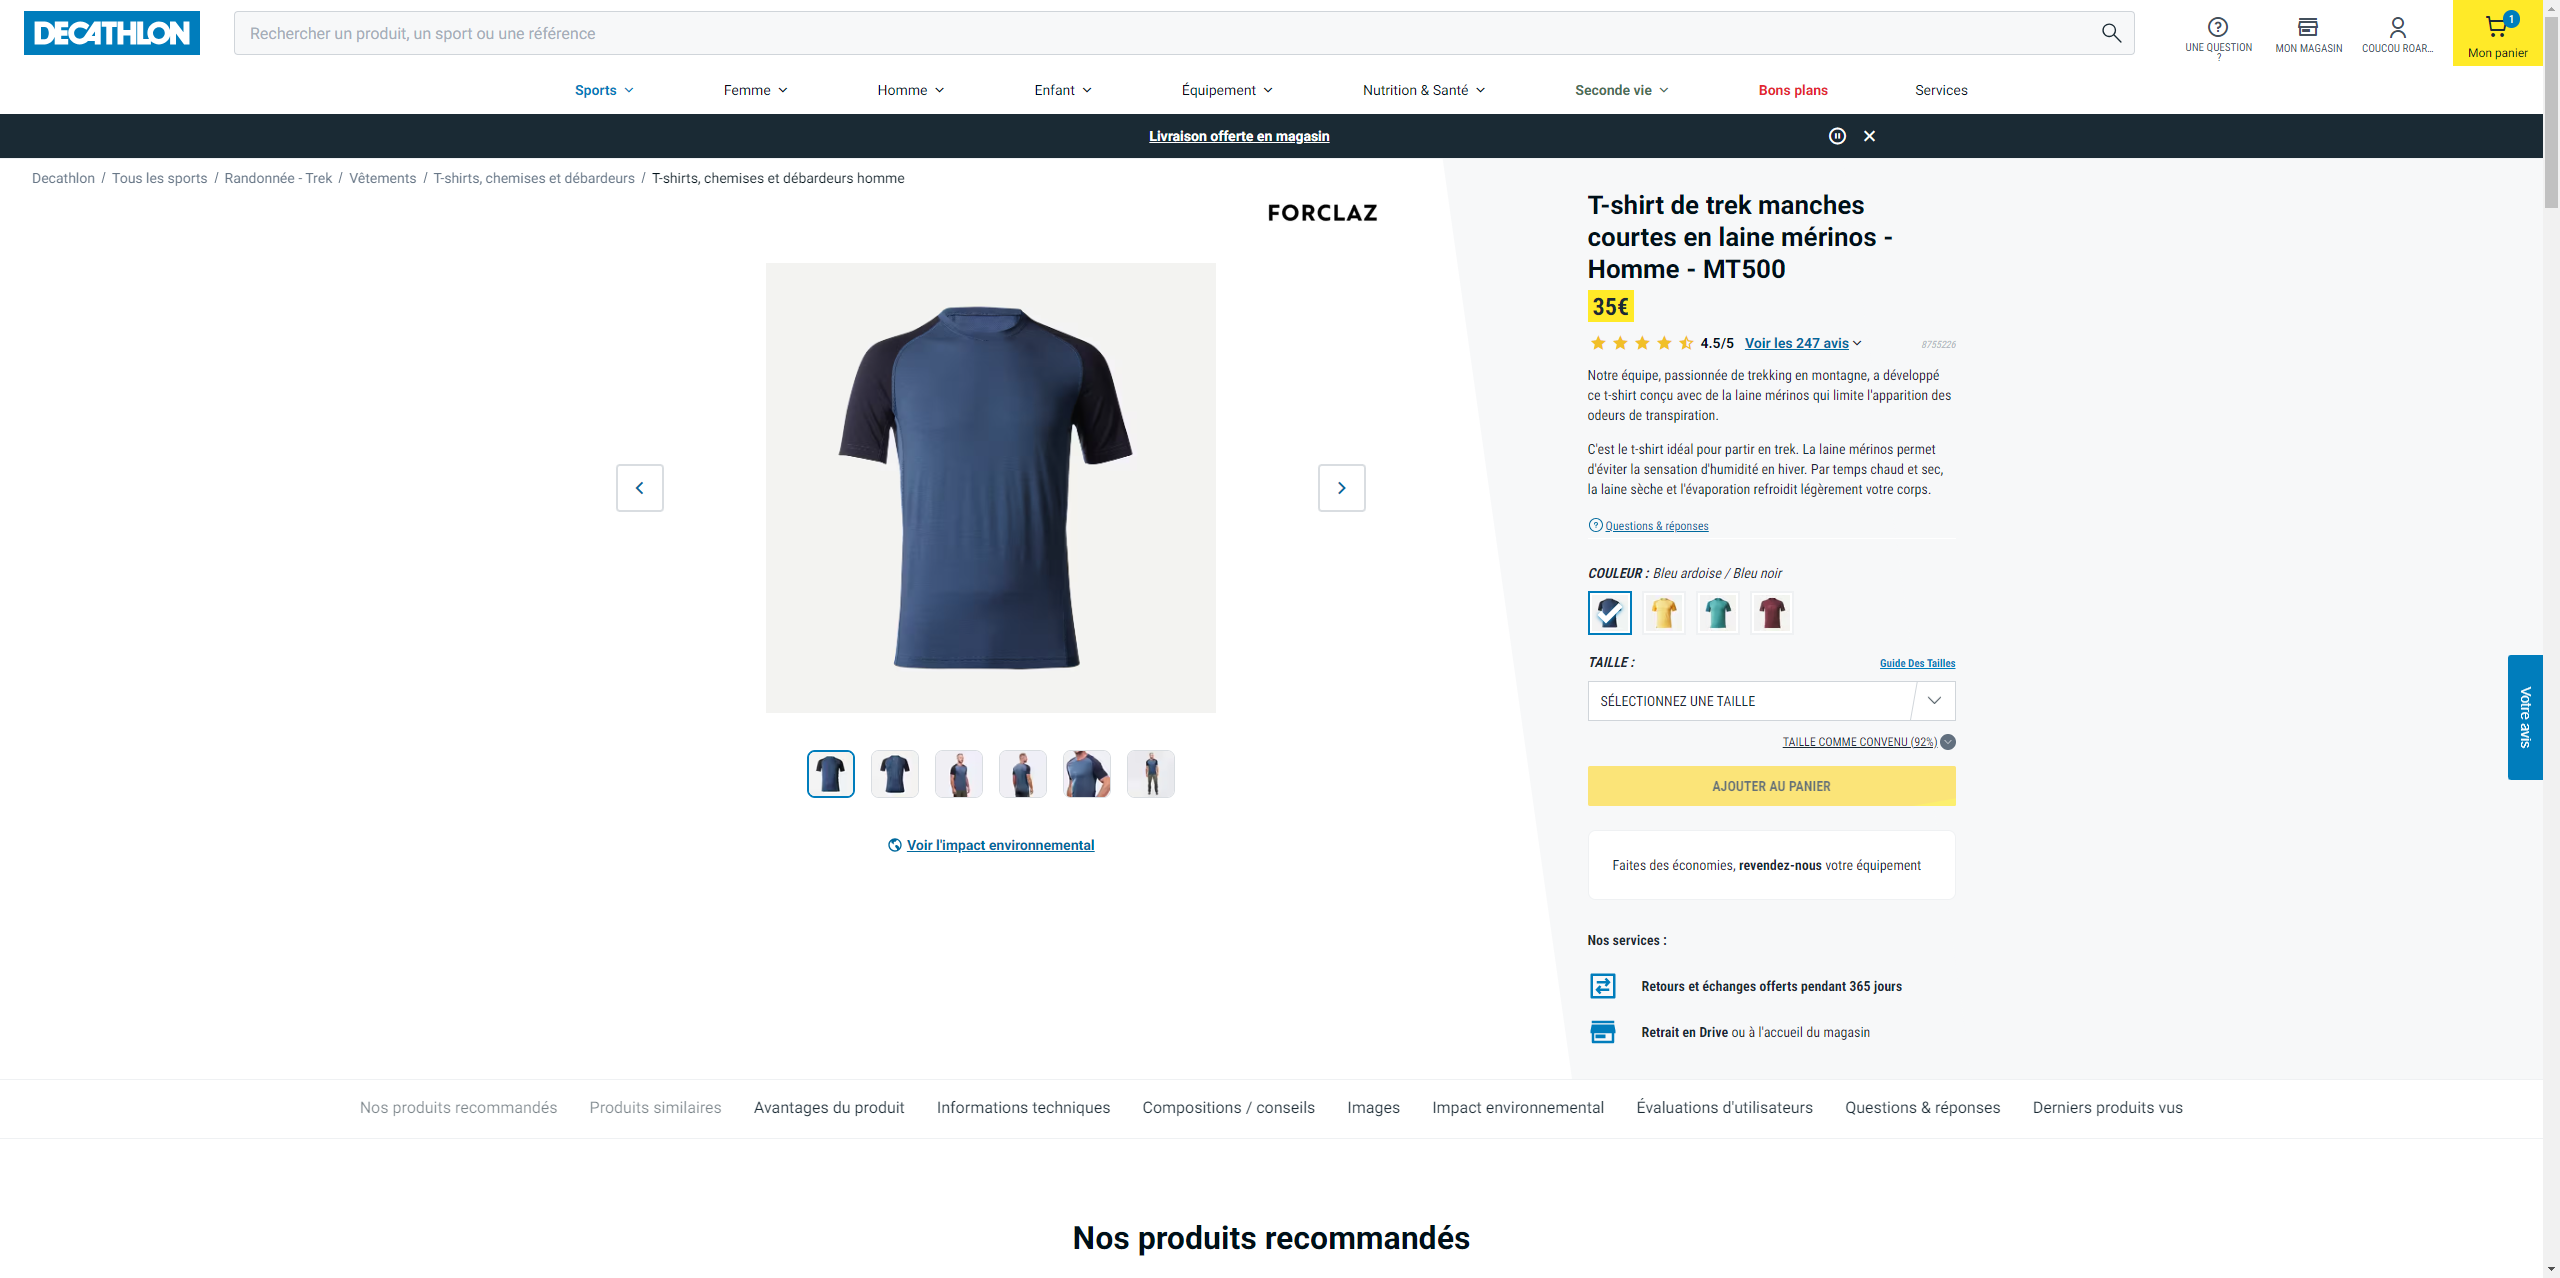 DECATHLON
Rechercher un produit, un sport ou une référence
UNE QUESTION
?
MON MAGASIN
COUCOU ROAR...
1
Mon panier
Sports
Femme
Homme
Enfant
Équipement
Nutrition & Santé
Seconde vie
Bons plans
Services
Livraison offerte en magasin
Decathlon / Tous les sports / Randonnée - Trek / Vêtements / T-shirts, chemises et débardeurs / T-shirts, chemises et débardeurs homme
FORCLAZ
Voir l'impact environnemental
T-shirt de trek manches
courtes en laine mérinos -
Homme - MT500
35€
4.5/5 Voir les 247 avis
8755226
Notre équipe, passionnée de trekking en montagne, a développé
ce t-shirt conçu avec de la laine mérinos qui limite l'apparition des
odeurs de transpiration.
C'est le t-shirt idéal pour partir en trek. La laine mérinos permet
d'éviter la sensation d'humidité en hiver. Par temps chaud et sec,
la laine sèche et l'évaporation refroidit légèrement votre corps.
Questions & réponses
COULEUR : Bleu ardoise / Bleu noir
TAILLE :
Guide Des Tailles
SÉLECTIONNEZ UNE TAILLE
TAILLE COMME CONVENU (92%)
AJOUTER AU PANIER
Faites des économies, revendez-nous votre équipement
Nos services :
Retours et échanges offerts pendant 365 jours
Retrait en Drive ou à l'accueil du magasin
Votre avis
Nos produits recommandés
Produits similaires
Avantages du produit
Informations techniques
Compositions / conseils
Images
Impact environnemental
Évaluations d'utilisateurs
Questions & réponses
Derniers produits vus
Nos produits recommandés